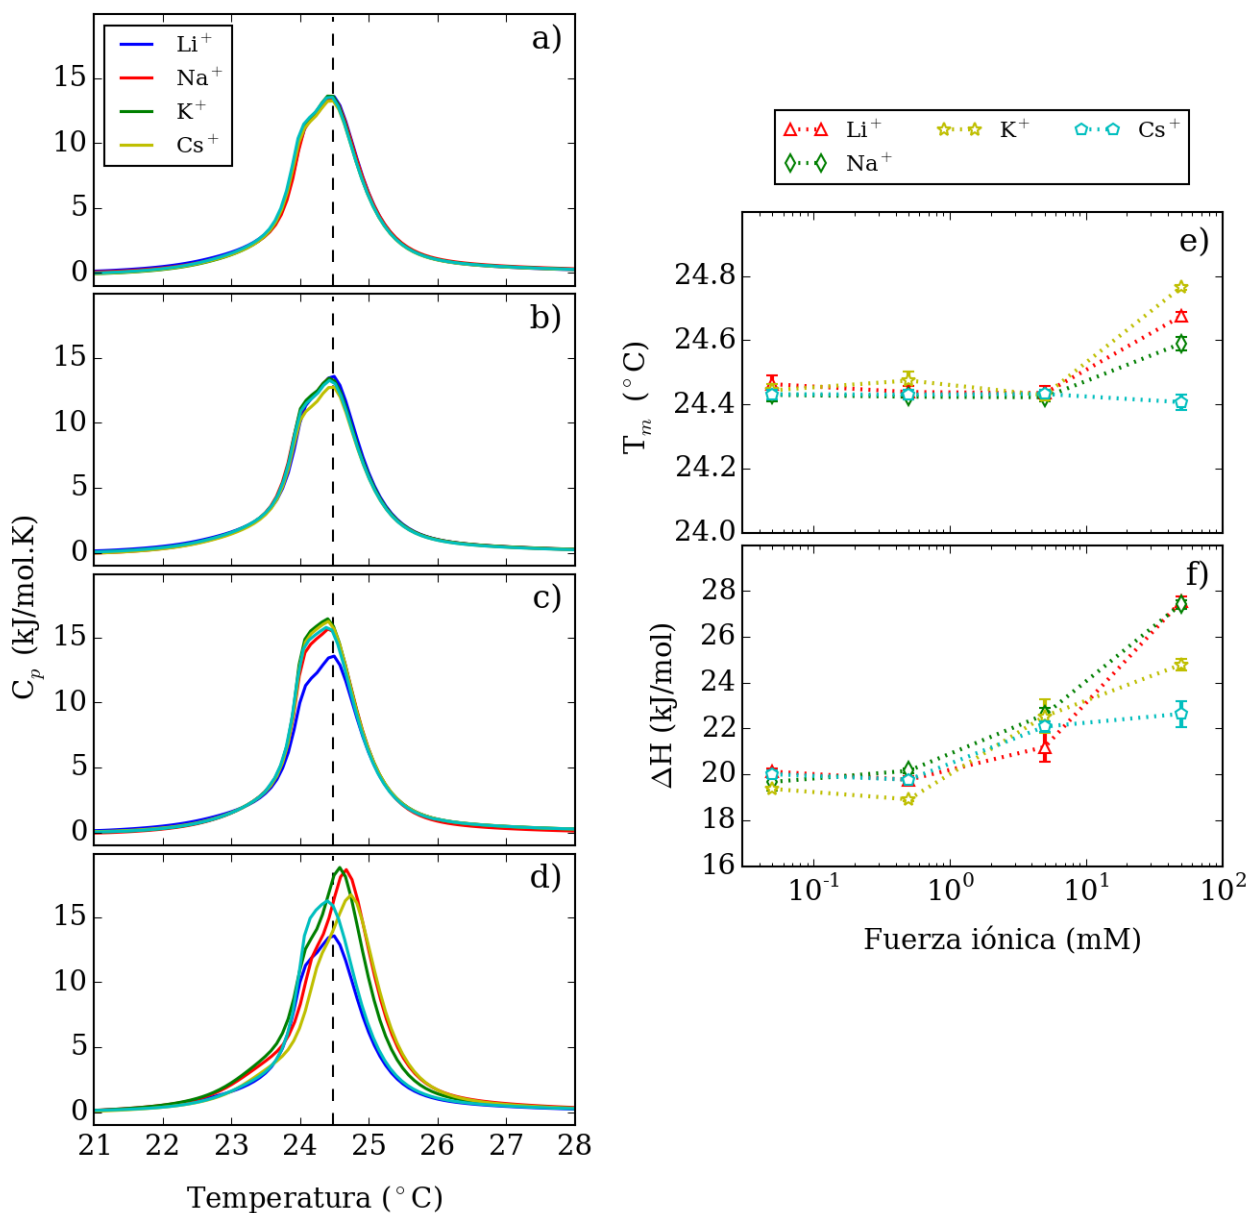 a)
Li⁺
Na⁺
K⁺
Cs⁺
15
10
5
0
b)
15
10
5
0
c)
15
10
5
0
d)
15
10
5
0
21 22 23 24 25 26 27 28
Temperatura (°C)
Cₚ (kJ/mol.K)
Li⁺ K⁺ Cs⁺
Na⁺
e)
24.8
24.6
24.4
24.2
24.0
Tₘ (°C)
f)
28
26
24
22
20
18
16
ΔH (kJ/mol)
10⁻¹ 10⁰ 10¹ 10²
Fuerza iónica (mM)